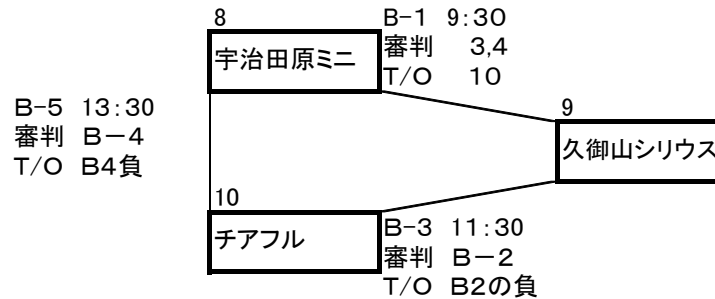 8
B-1 9:30
宇治田原ミニ
審判 3,4
T/O 10
B-5 13:30
審判 B-4
T/O B4負
9
久御山シリウス
10
チアフル
B-3 11:30
審判 B-2
T/O B2の負